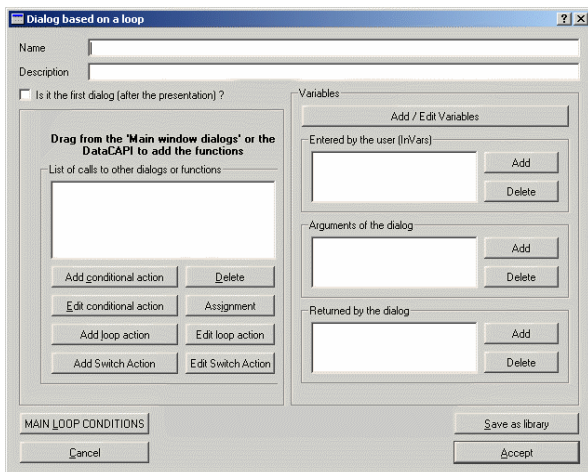 Dialog based on a loop
Name
Description
Is it the first dialog (after the presentation) ?
Drag from the 'Main window dialogs' or the
DataCAPI to add the functions
List of calls to other dialogs or functions
Add conditional action
Delete
Edit conditional action
Assignment
Add loop action
Edit loop action
Add Switch Action
Edit Switch Action
Variables
Add / Edit Variables
Entered by the user (InVars)
Add
Delete
Arguments of the dialog
Add
Delete
Returned by the dialog
Add
Delete
MAIN LOOP CONDITIONS
Save as library
Cancel
Accept